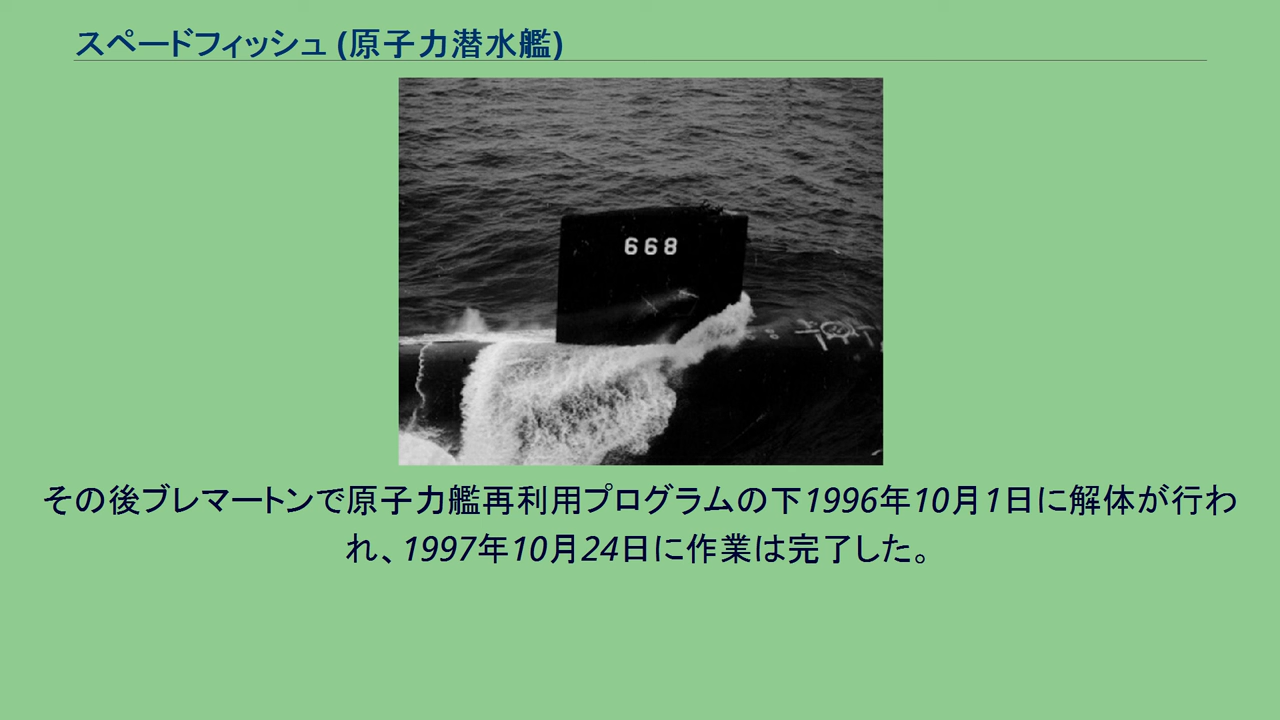 スペードフィッシュ (原子力潜水艦)
668
その後ブレマートンで原子力艦再利用プログラムの下1996年10月1日に解体が行わ
れ、1997年10月24日に作業は完了した。